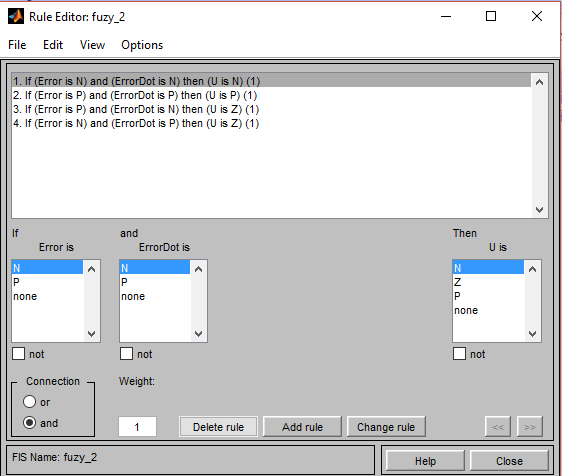 Rule Editor: fuzy_2
File Edit View Options
1. If (Error is N) and (ErrorDot is N) then (U is N) (1)
2. If (Error is P) and (ErrorDot is P) then (U is P) (1)
3. If (Error is P) and (ErrorDot is N) then (U is Z) (1)
4. If (Error is N) and (ErrorDot is P) then (U is Z) (1)
If and Then
Error is ErrorDot is U is
N N N
P P Z
none none P
none
not not not
Connection Weight:
or
and 1 Delete rule Add rule Change rule << >>
FIS Name: fuzy_2 Help Close